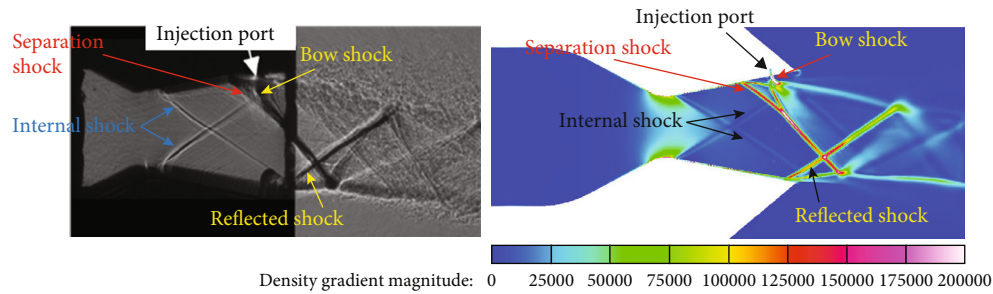 Injection port
Separation
shock
Bow shock
Internal shock
Reflected shock
Injection port
Separation shock
Bow shock
Internal shock
Reflected shock
Density gradient magnitude: 0 25000 50000 75000 100000 125000 150000 175000 200000